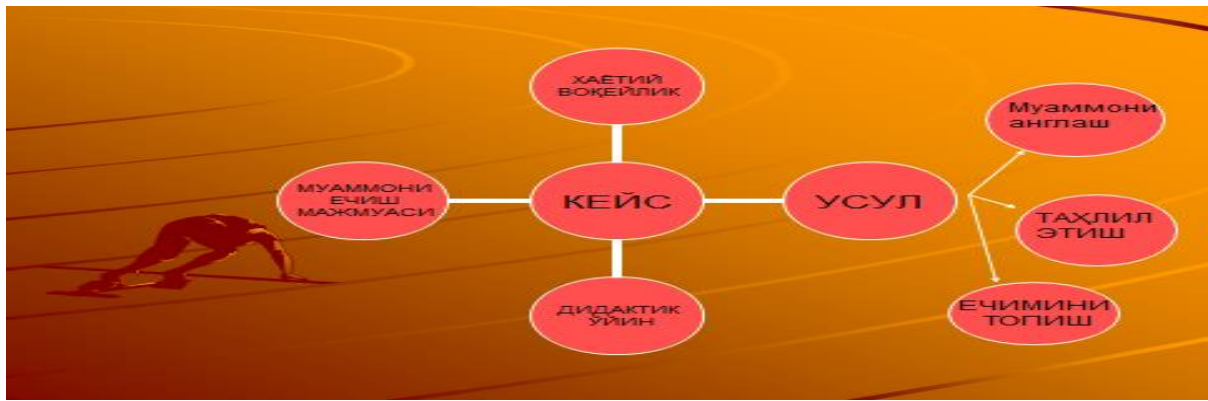 ХАЁТИЙ
ВОҚЕЙЛИК
МУАММОНИ
ЕЧИШ
МАЖМУАСИ
КЕЙС
УСУЛ
ДИДАКТИК
ЎЙИН
Муаммони
англаш
ТАҲЛИЛ
ЭТИШ
ЕЧИМИНИ
ТОПИШ